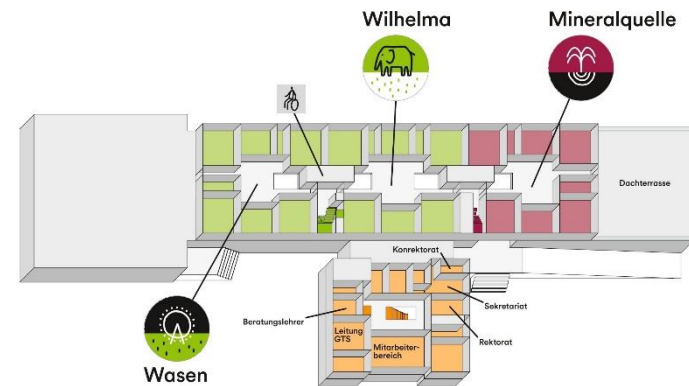 Wilhelma
Mineralquelle
Dachterrasse
Konrektorat
Sekretariat
Beratungslehrer
Leitung
GTS
Mitarbeiter-
bereich
Rektorat
Wasen